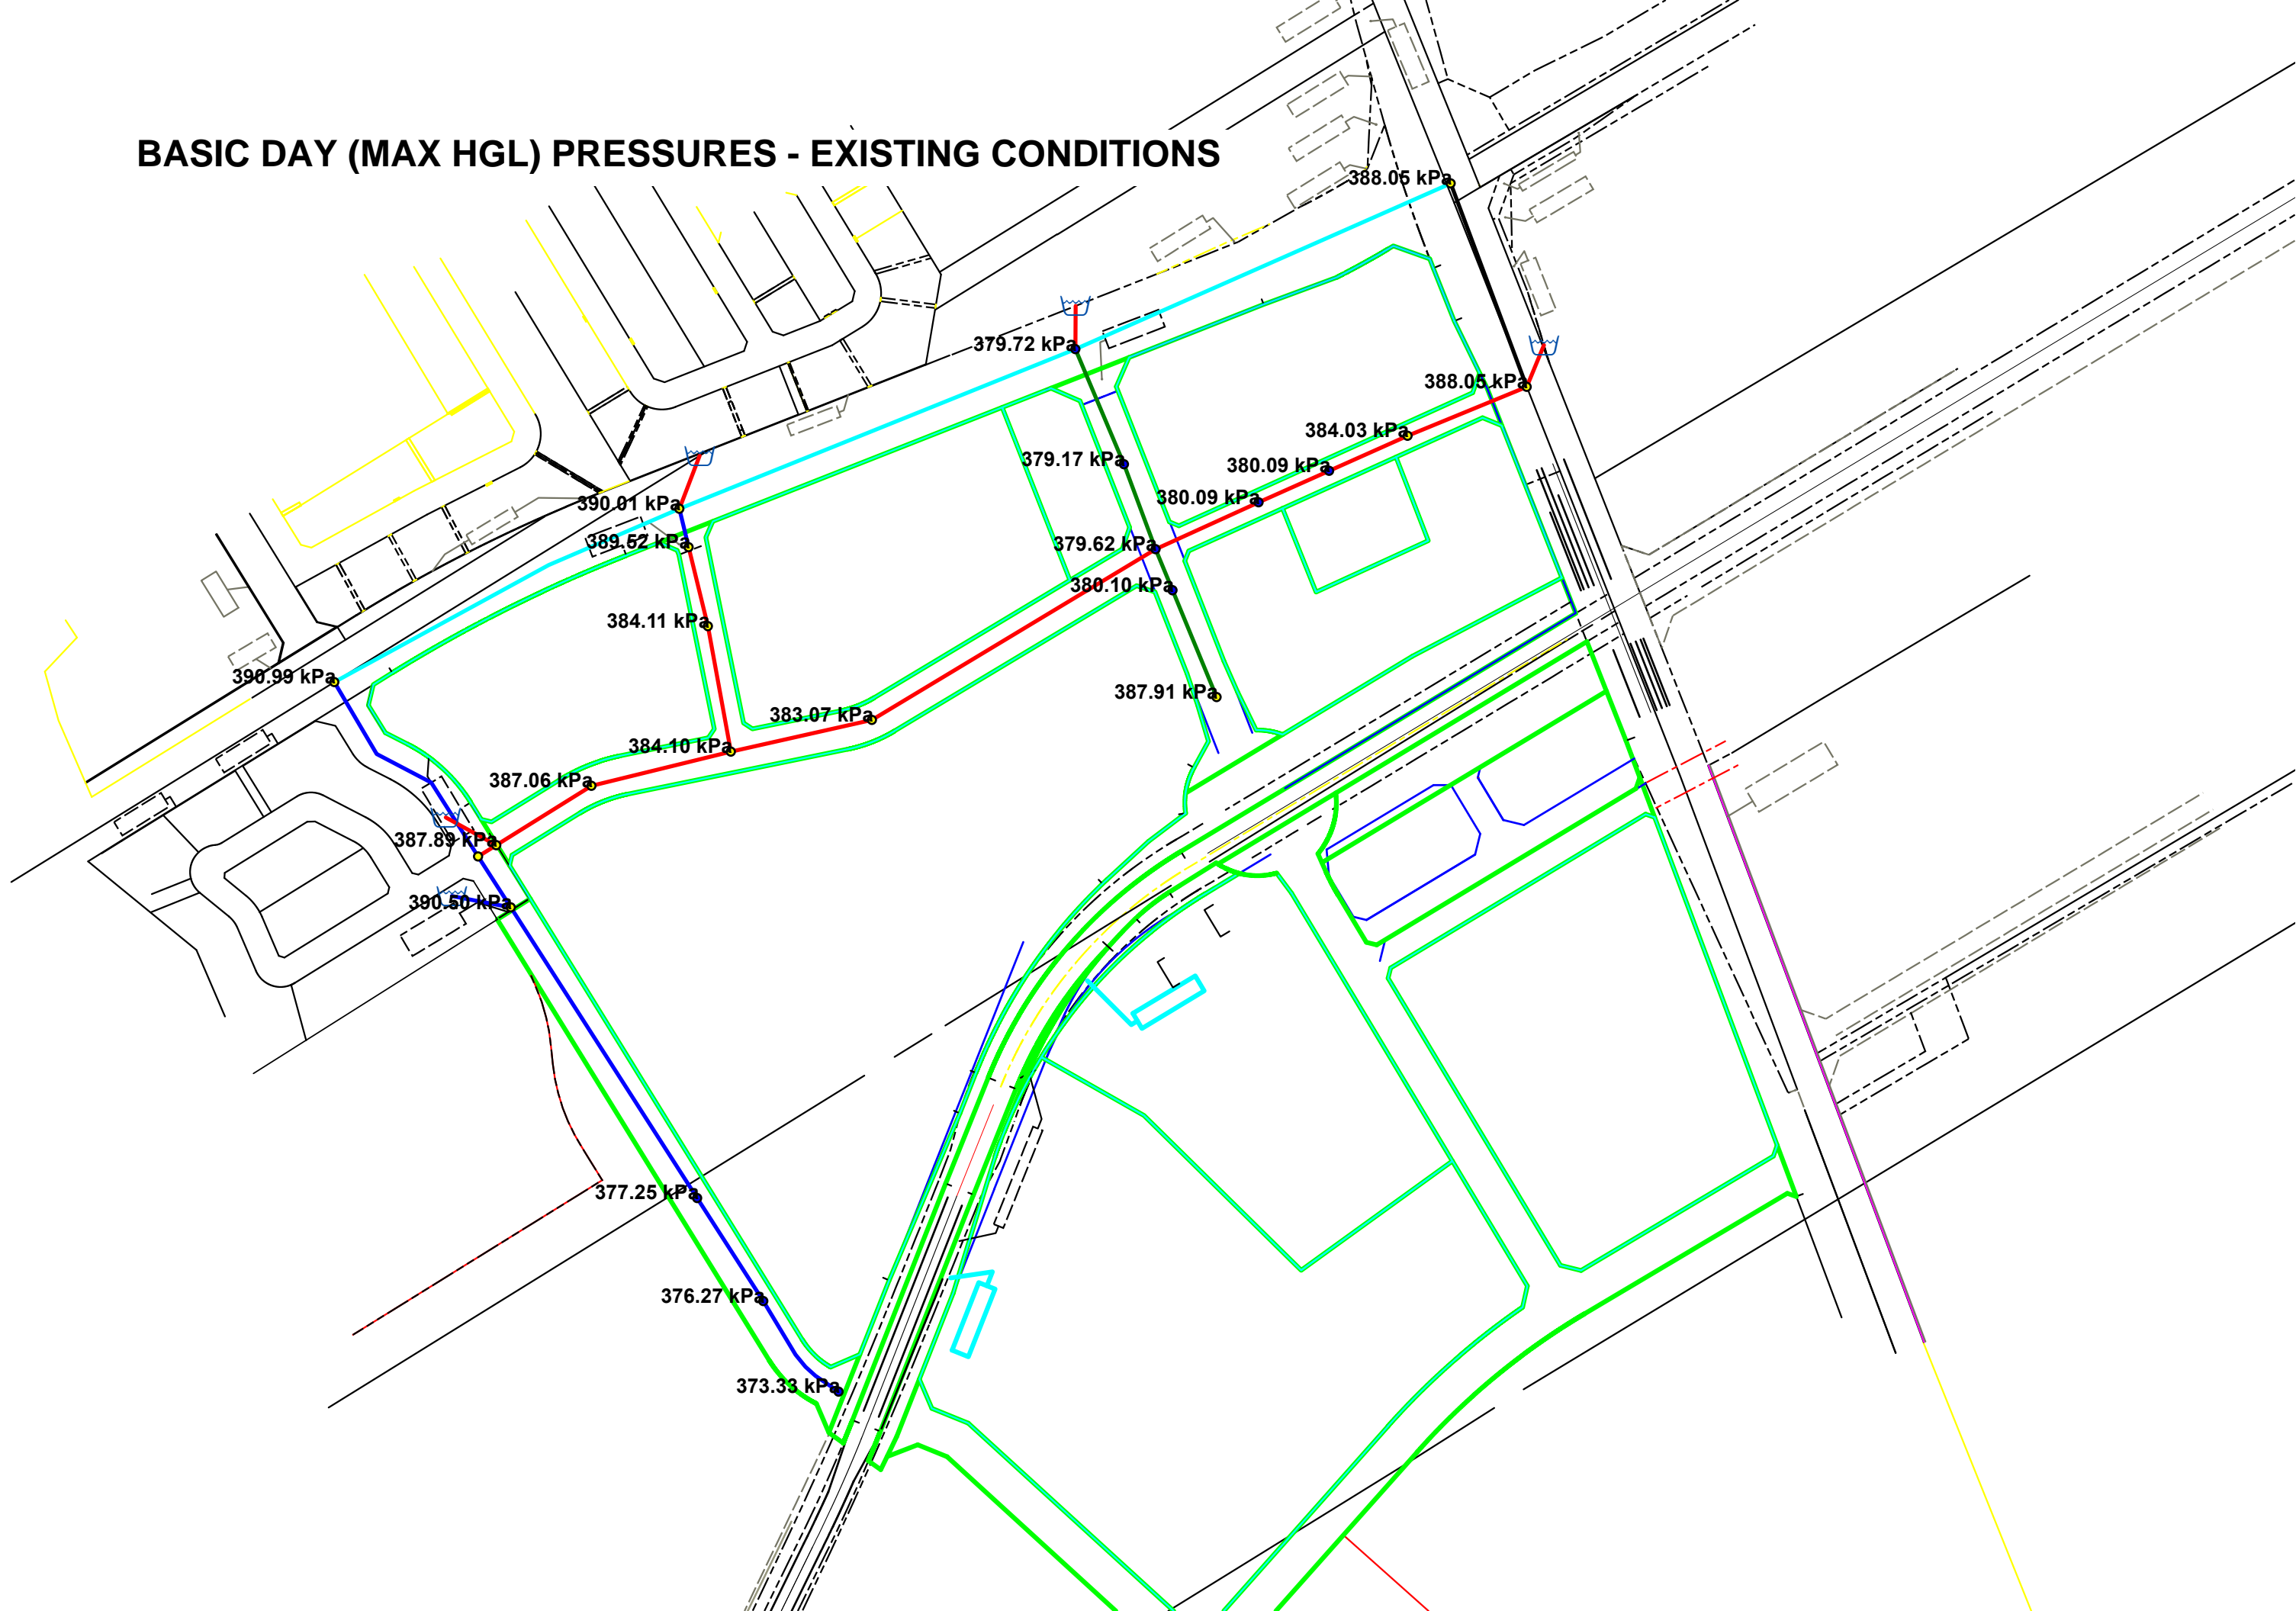 BASIC DAY (MAX HGL) PRESSURES - EXISTING CONDITIONS
388.05 kPa
379.72 kPa
388.05 kPa
384.03 kPa
379.17 kPa
380.09 kPa
380.09 kPa
390.01 kPa
389.52 kPa
379.62 kPa
380.10 kPa
384.11 kPa
390.99 kPa
387.91 kPa
383.07 kPa
384.10 kPa
387.06 kPa
387.89 kPa
390.50 kPa
377.25 kPa
376.27 kPa
373.33 kPa